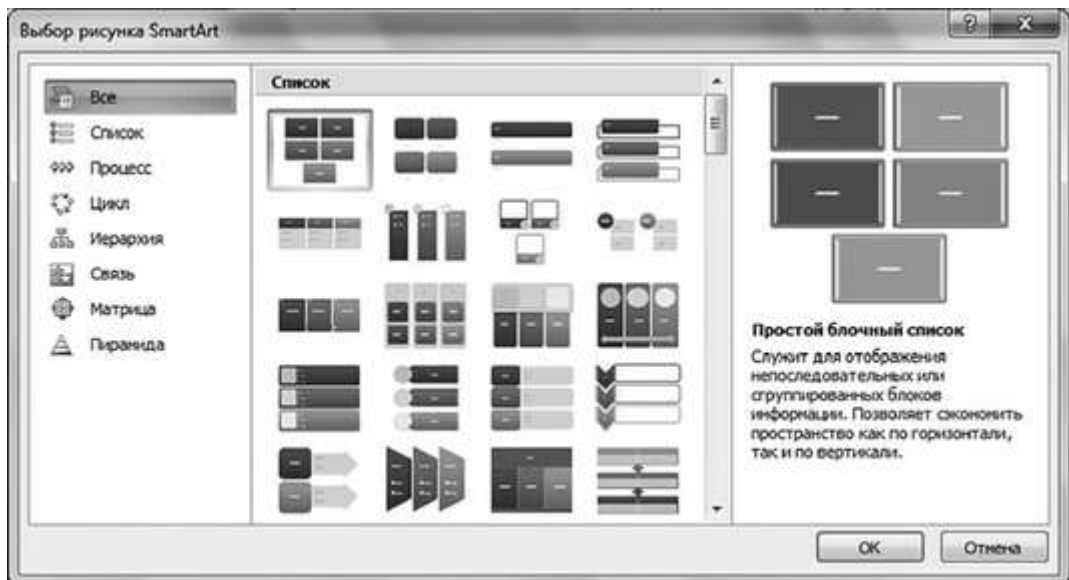 Выбор рисунка SmartArt
Все
Список
Процесс
Цикл
Иерархия
Связь
Матрица
Пирамида
Список
Простой блочный список
Служит для отображения
непоследовательных или
сгруппированных блоков
информации. Позволяет сэкономить
пространство как по горизонтали,
так и по вертикали.
ОК
Отмена